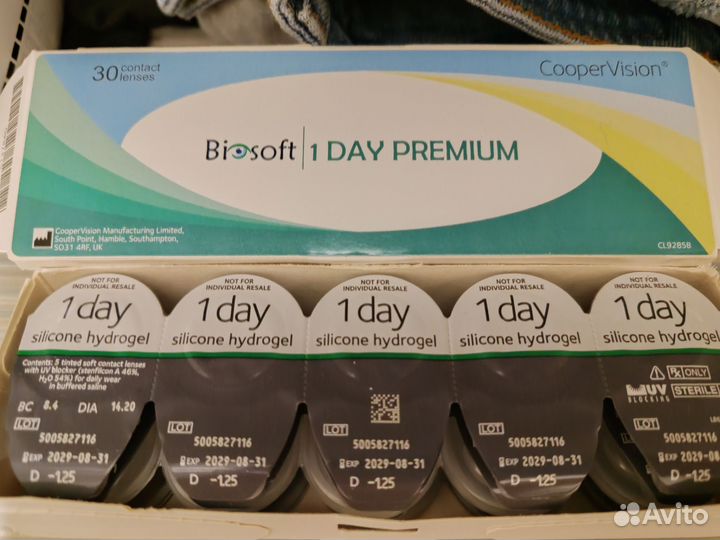 30 contact lenses
CooperVision®
Biosoft 1 DAY PREMIUM
CooperVision Manufacturing Limited,
South Point, Hamble, Southampton,
SO31 4RF, UK
CL92858
NOT FOR
INDIVIDUAL RESALE
1 day
silicone hydrogel
Contents: 5 tinted soft contact lenses
with UV blocker (stenfilcon A 46%,
H₂O 54%) for daily wear
in buffered saline
BC 8.4 DIA 14.20
LOT
5005827116
EXP 2029-08-31
D -1.25
NOT FOR
INDIVIDUAL RESALE
1 day
silicone hydrogel
LOT
5005827116
EXP 2029-08-31
D -1.25
NOT FOR
INDIVIDUAL RESALE
1 day
silicone hydrogel
LOT
5005827116
EXP 2029-08-31
D -1.25
NOT FOR
INDIVIDUAL RESALE
1 day
silicone hydrogel
LOT
5005827116
EXP 2029-08-31
D -1.25
NOT FOR
INDIVIDUAL RESALE
1 day
silicone hydrogel
Rx ONLY
UV BLOCKING
STERILE
LOT
5005827116
EXP 2029-08-31
D -1.25
Avito